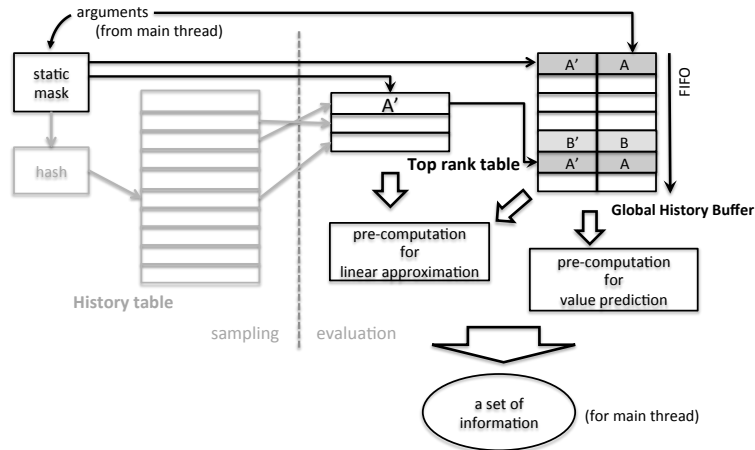 arguments
(from main thread)
static
mask
hash
History table
sampling
evaluation
A'
Top rank table
A' A
B' B
A' A
FIFO
Global History Buffer
pre-computation
for
linear approximation
pre-computation
for
value prediction
a set of
information
(for main thread)